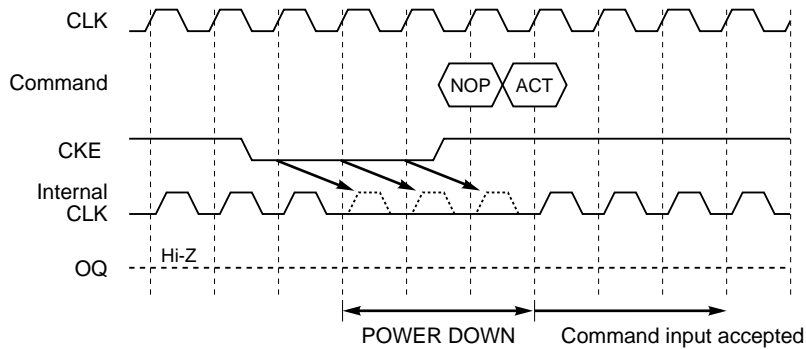 CLK
Command
NOP
ACT
CKE
Internal
CLK
OQ
Hi-Z
POWER DOWN
Command input accepted